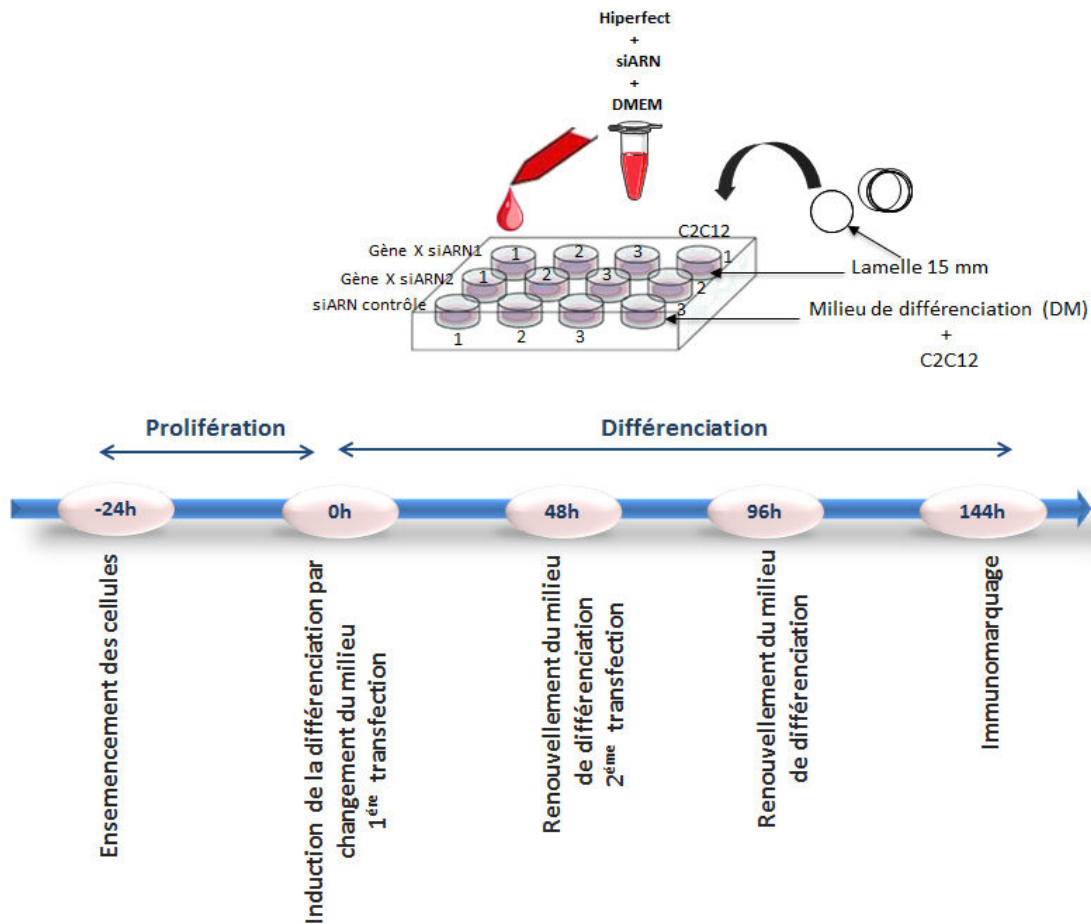 Hiperfect
+
siARN
+
DMEM
C2C12
Gène X siARN1
1
2
3
1
Gène X siARN2
1
2
3
2
siARN contrôle
3
1
2
3
Lamelle 15 mm
Milieu de différenciation (DM)
+
C2C12
Prolifération
Différenciation
-24h
0h
48h
96h
144h
Ensemencement des cellules
Induction de la différenciation par
changement du milieu
1ére transfection
Renouvellement du milieu
de différenciation
2éme transfection
Renouvellement du milieu
de différenciation
Immunomarquage